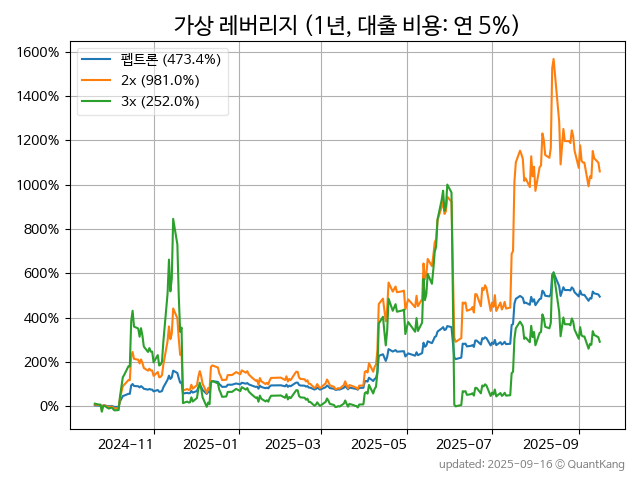 가상 레버리지 (1년, 대출 비용: 연 5%)
펩트론 (473.4%)
2x (981.0%)
3x (252.0%)
1600%
1400%
1200%
1000%
800%
600%
400%
200%
0%
2024-11 2025-01 2025-03 2025-05 2025-07 2025-09
updated: 2025-09-16 ⓒ QuantKang